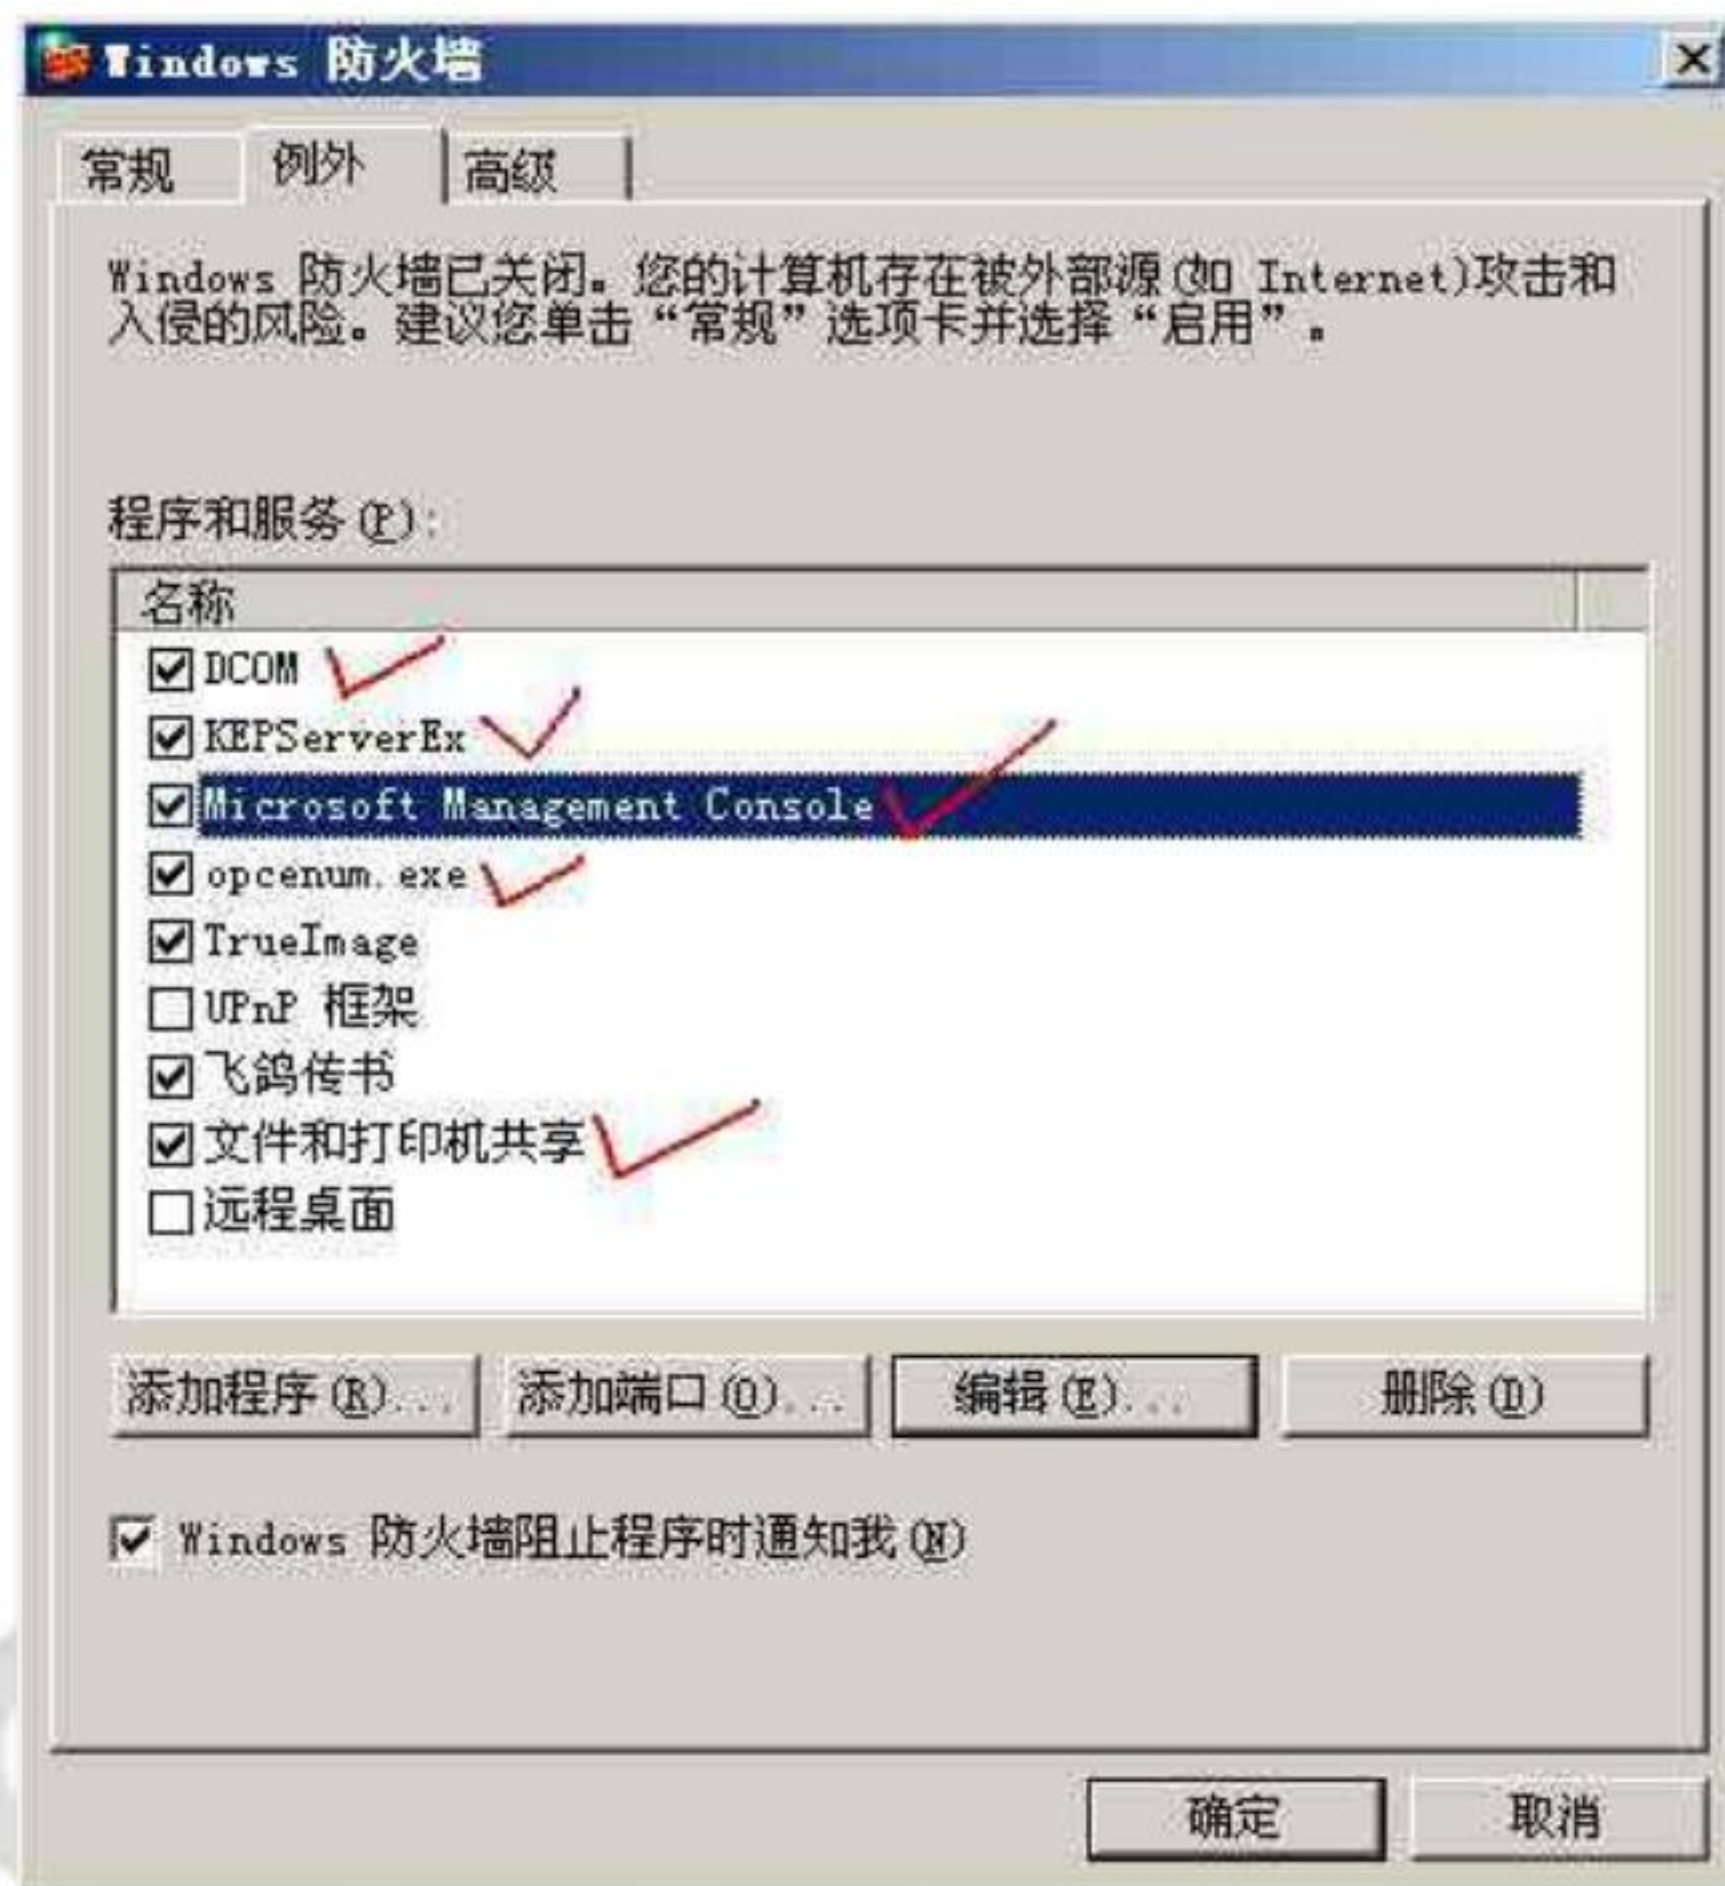 Windows 防火墙
常规
例外
高级
Windows 防火墙已关闭。您的计算机存在被外部源(如 Internet)攻击和
入侵的风险。建议您单击“常规”选项卡并选择“启用”。
程序和服务(P):
名称
DCOM
KEPServerEx
Microsoft Management Console
opcenum.exe
TrueImage
UPnP 框架
飞鸽传书
文件和打印机共享
远程桌面
添加程序(R)...
添加端口(O)...
编辑(E)...
删除(D)
Windows 防火墙阻止程序时通知我(N)
确定
取消